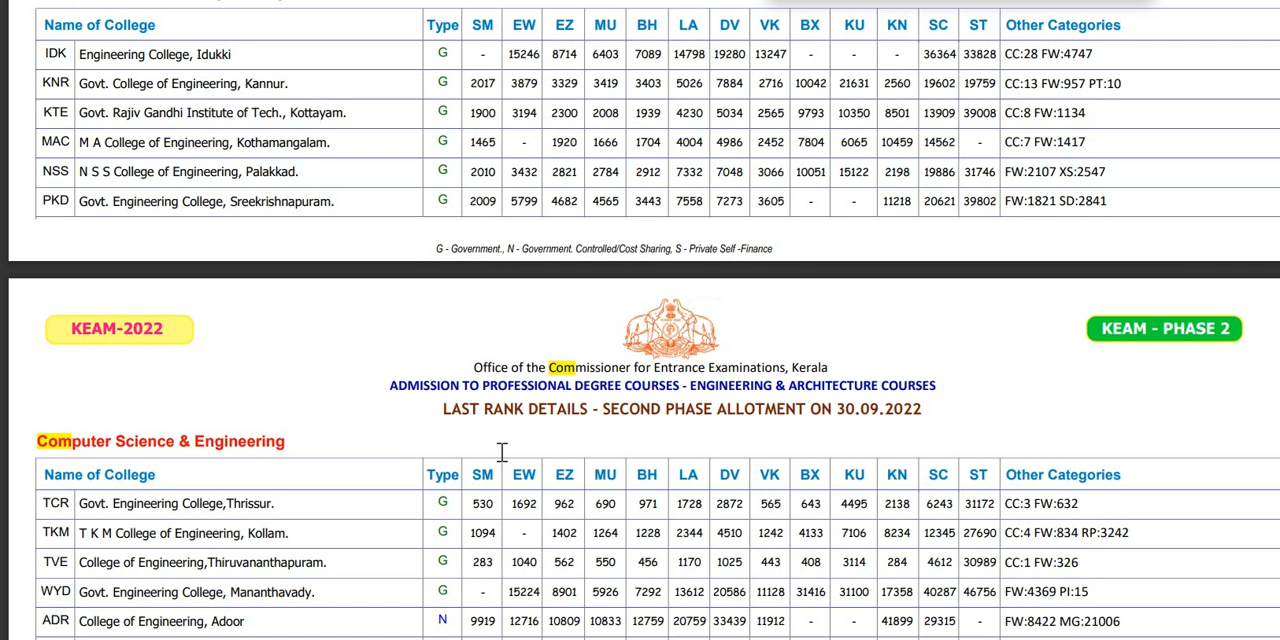 Name of College Type SM EW EZ MU BH LA DV VK BX KU KN SC ST Other Categories
IDK Engineering College, Idukki G - 15246 8714 6403 7089 14798 19280 13247 - - - 36364 33828 CC:28 FW:4747
KNR Govt. College of Engineering, Kannur. G 2017 3879 3329 3419 3403 5026 7884 2716 10042 21631 2560 19602 19759 CC:13 FW:957 PT:10
KTE Govt. Rajiv Gandhi Institute of Tech., Kottayam. G 1900 3194 2300 2008 1939 4230 5034 2565 9793 10350 8501 13909 39008 CC:8 FW:1134
MAC M A College of Engineering, Kothamangalam. G 1465 - 1920 1666 1704 4004 4986 2452 7804 6065 10459 14562 - CC:7 FW:1417
NSS N S S College of Engineering, Palakkad. G 2010 3432 2821 2784 2912 7332 7048 3066 10051 15122 2198 19886 31746 FW:2107 XS:2547
PKD Govt. Engineering College, Sreekrishnapuram. G 2009 5799 4682 4565 3443 7558 7273 3605 - - 11218 20621 39802 FW:1821 SD:2841
G - Government., N - Government. Controlled/Cost Sharing, S - Private Self -Finance
KEAM-2022
KEAM - PHASE 2
Office of the Commissioner for Entrance Examinations, Kerala
ADMISSION TO PROFESSIONAL DEGREE COURSES - ENGINEERING & ARCHITECTURE COURSES
LAST RANK DETAILS - SECOND PHASE ALLOTMENT ON 30.09.2022
Computer Science & Engineering
Name of College Type SM EW EZ MU BH LA DV VK BX KU KN SC ST Other Categories
TCR Govt. Engineering College,Thrissur. G 530 1692 962 690 971 1728 2872 565 643 4495 2138 6243 31172 CC:3 FW:632
TKM T K M College of Engineering, Kollam. G 1094 - 1402 1264 1228 2344 4510 1242 4133 7106 8234 12345 27690 CC:4 FW:834 RP:3242
TVE College of Engineering,Thiruvananthapuram. G 283 1040 562 550 456 1170 1025 443 408 3114 284 4612 30989 CC:1 FW:326
WYD Govt. Engineering College, Mananthavady. G - 15224 8901 5926 7292 13612 20586 11128 31416 31100 17358 40287 46756 FW:4369 PI:15
ADR College of Engineering, Adoor N 9919 12716 10809 10833 12759 20759 33439 11912 - - 41899 29315 - FW:8422 MG:21006